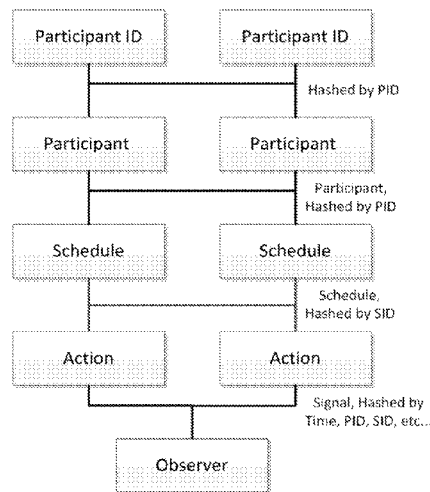 Participant ID
Participant ID
Hashed by PID
Participant
Participant
Participant,
Hashed by PID
Schedule
Schedule
Schedule,
Hashed by SID
Action
Action
Signal, Hashed by
Time, PID, SID, etc...
Observer